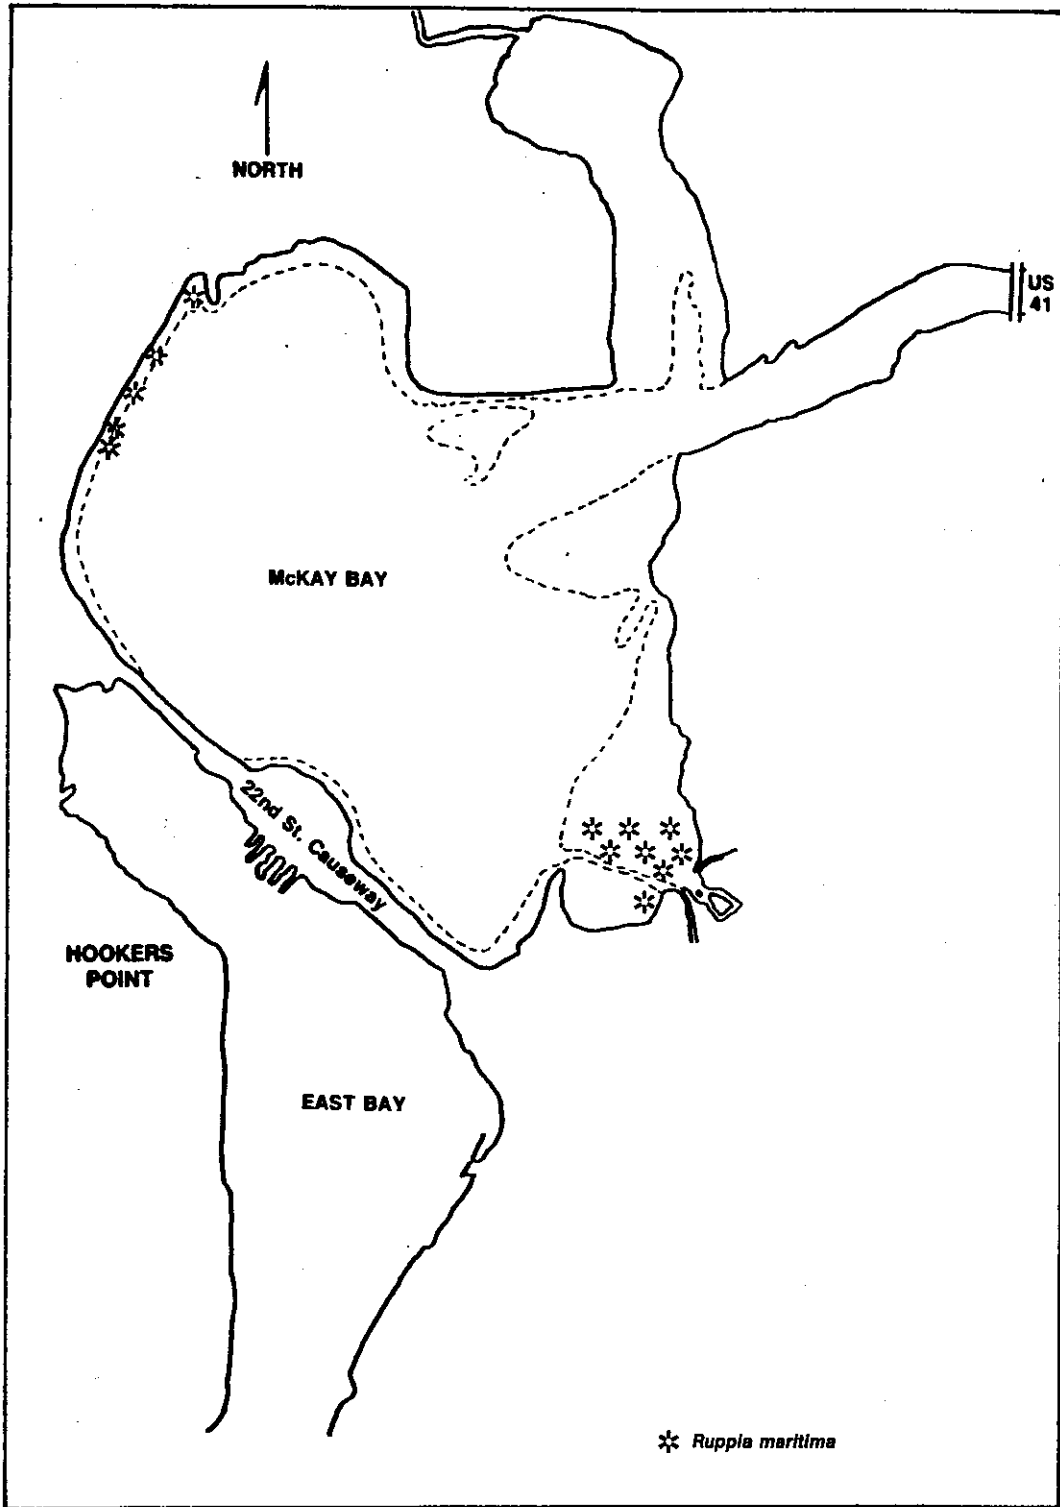 NORTH
US
41
McKAY BAY
22nd St. Causeway
HOOKERS
POINT
EAST BAY
Ruppia maritima